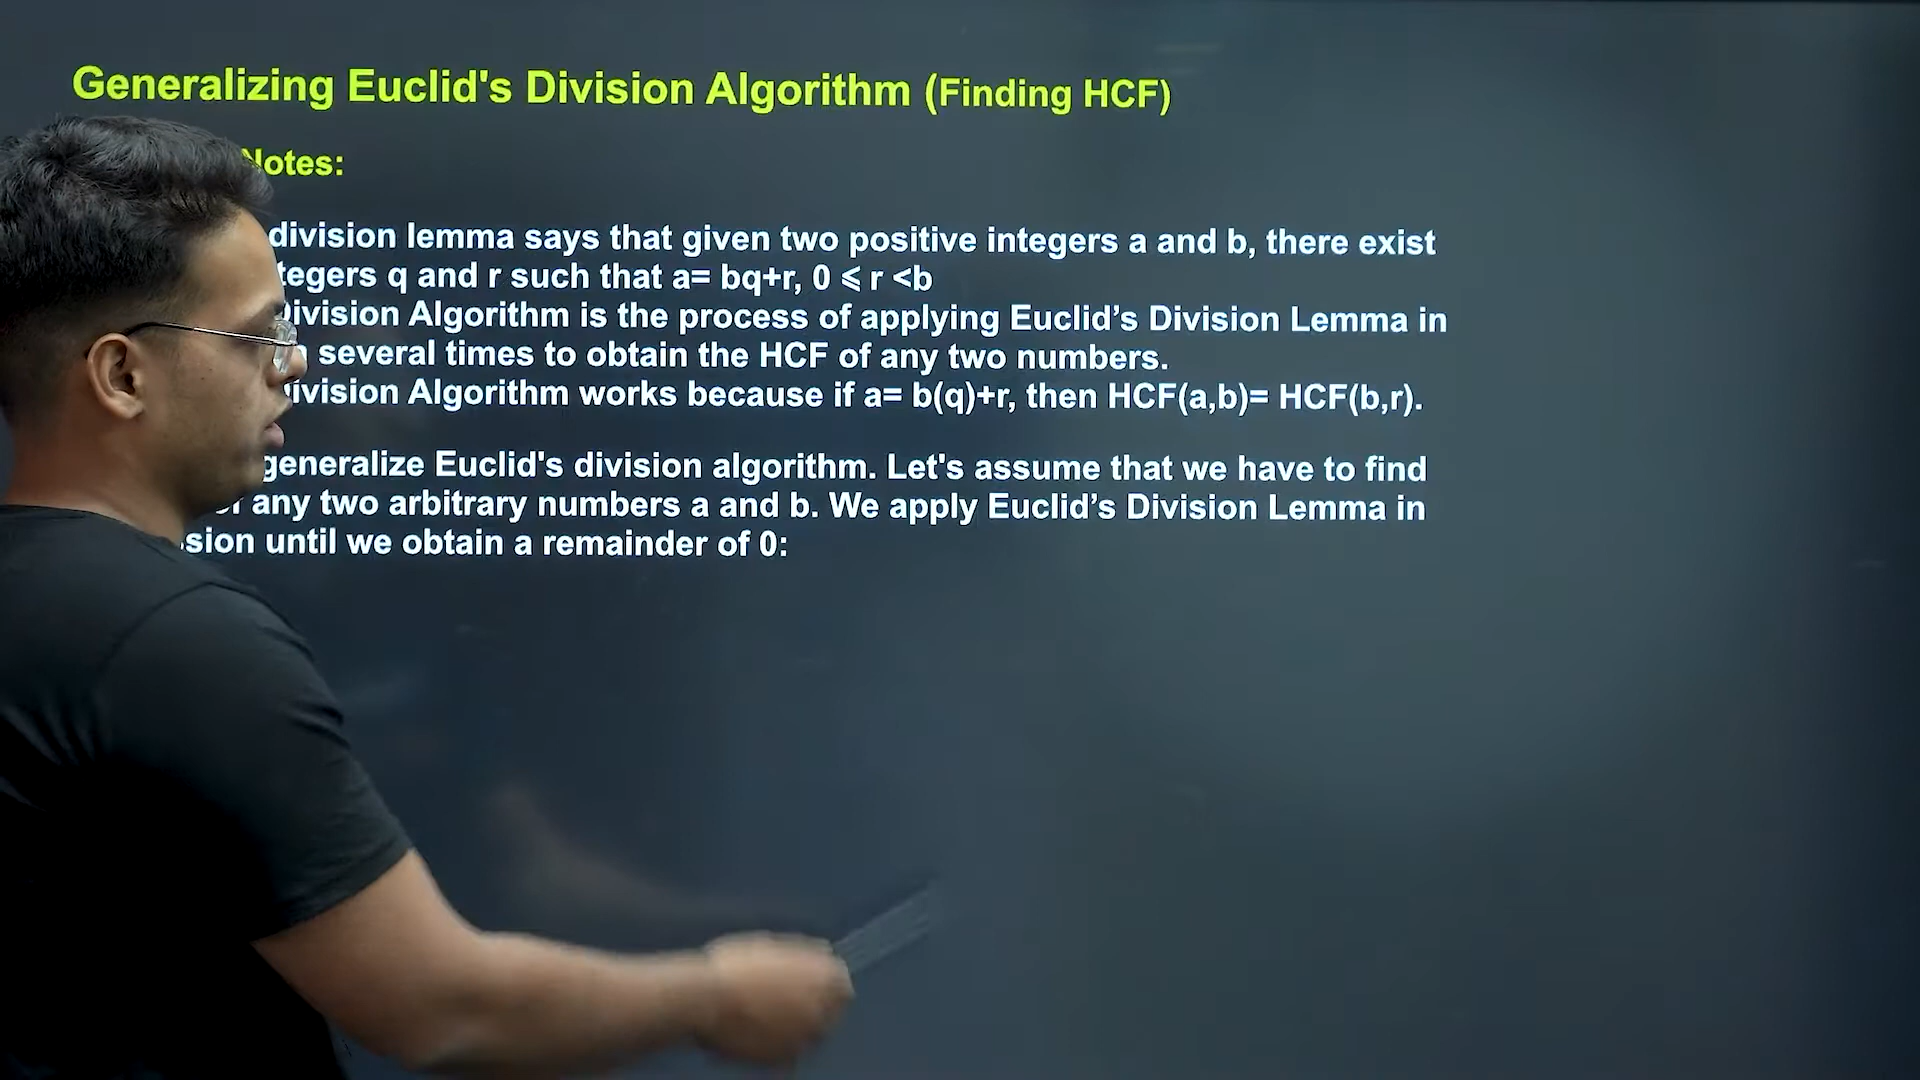 Generalizing Euclid's Division Algorithm (Finding HCF)
Notes:
division lemma says that given two positive integers a and b, there exist
q and r such that a= bq+r, 0 ⩽ r <b
Algorithm is the process of applying Euclid’s Division Lemma in
several times to obtain the HCF of any two numbers.
Algorithm works because if a= b(q)+r, then HCF(a,b)= HCF(b,r).
generalize Euclid's division algorithm. Let's assume that we have to find
any two arbitrary numbers a and b. We apply Euclid’s Division Lemma in
until we obtain a remainder of 0: